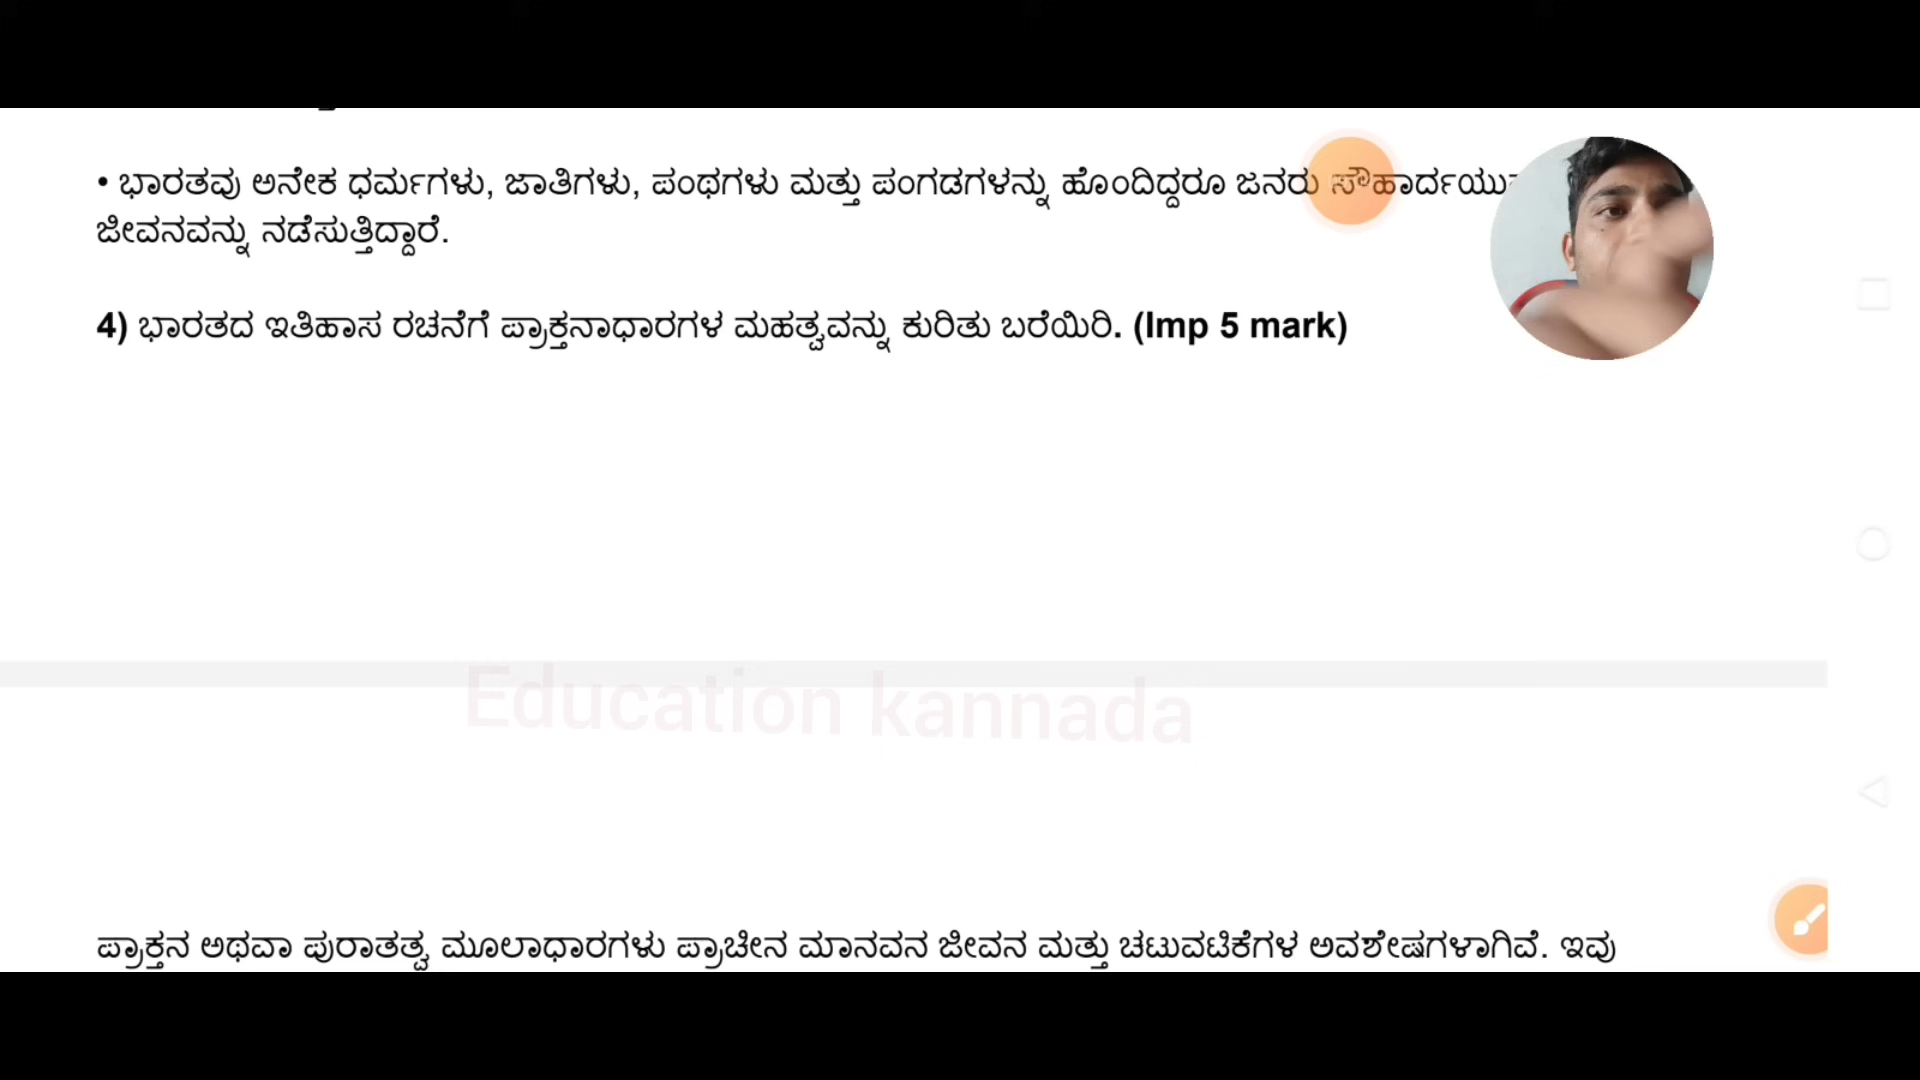 • ಭಾರತವು ಅನೇಕ ಧರ್ಮಗಳು, ಜಾತಿಗಳು, ಪಂಥಗಳು ಮತ್ತು ಪಂಗಡಗಳನ್ನು ಹೊಂದಿದ್ದರೂ ಜನರು
ಜೀವನವನ್ನು ನಡೆಸುತ್ತಿದ್ದಾರೆ.
4) ಭಾರತದ ಇತಿಹಾಸ ರಚನೆಗೆ ಪ್ರಾಕ್ತನಾಧಾರಗಳ ಮಹತ್ವವನ್ನು ಕುರಿತು ಬರೆಯಿರಿ. (Imp 5 mark)
Education kannada
ಪ್ರಾಕ್ತನ ಅಥವಾ ಪುರಾತತ್ವ ಮೂಲಾಧಾರಗಳು ಪ್ರಾಚೀನ ಮಾನವನ ಜೀವನ ಮತ್ತು ಚಟುವಟಿಕೆಗಳ ಅವಶೇಷಗಳಾಗಿವೆ. ಇವು